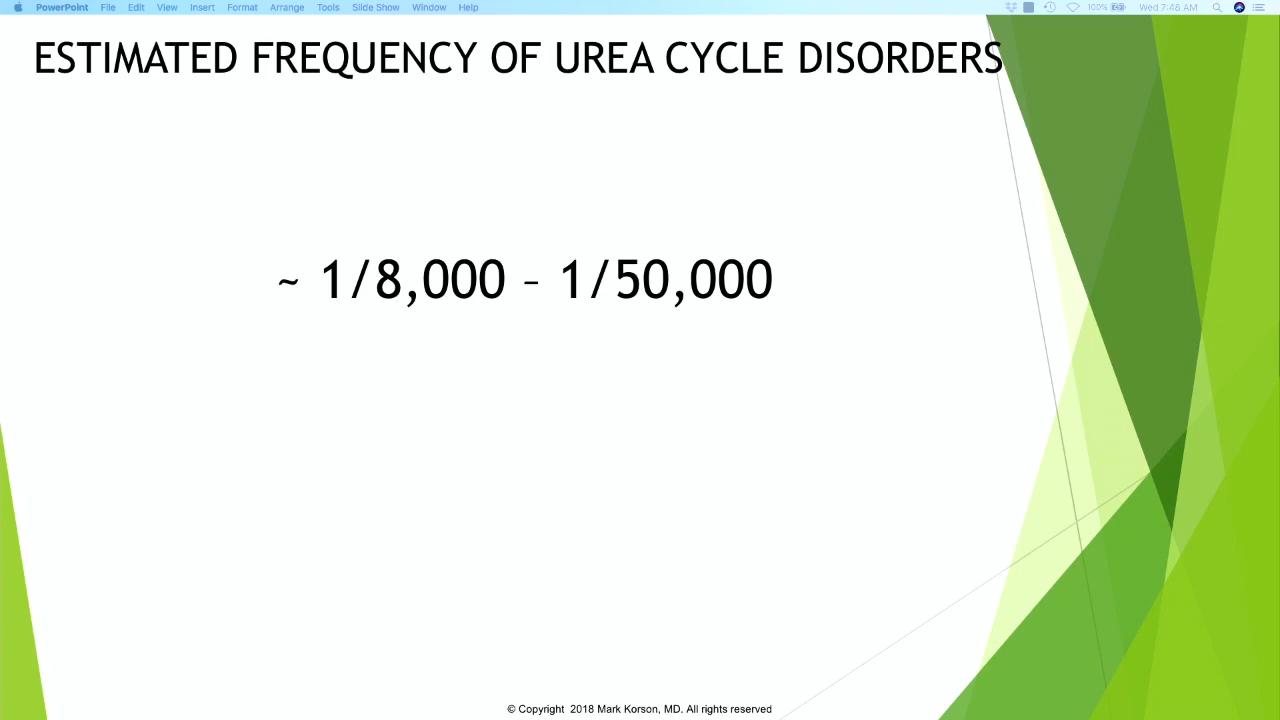 PowerPoint File Edit View Insert Format Arrange Tools Slide Show Window Help 100% Wed 7:46 AM
ESTIMATED FREQUENCY OF UREA CYCLE DISORDERS
~ 1/8,000 – 1/50,000
© Copyright 2018 Mark Korson, MD. All rights reserved